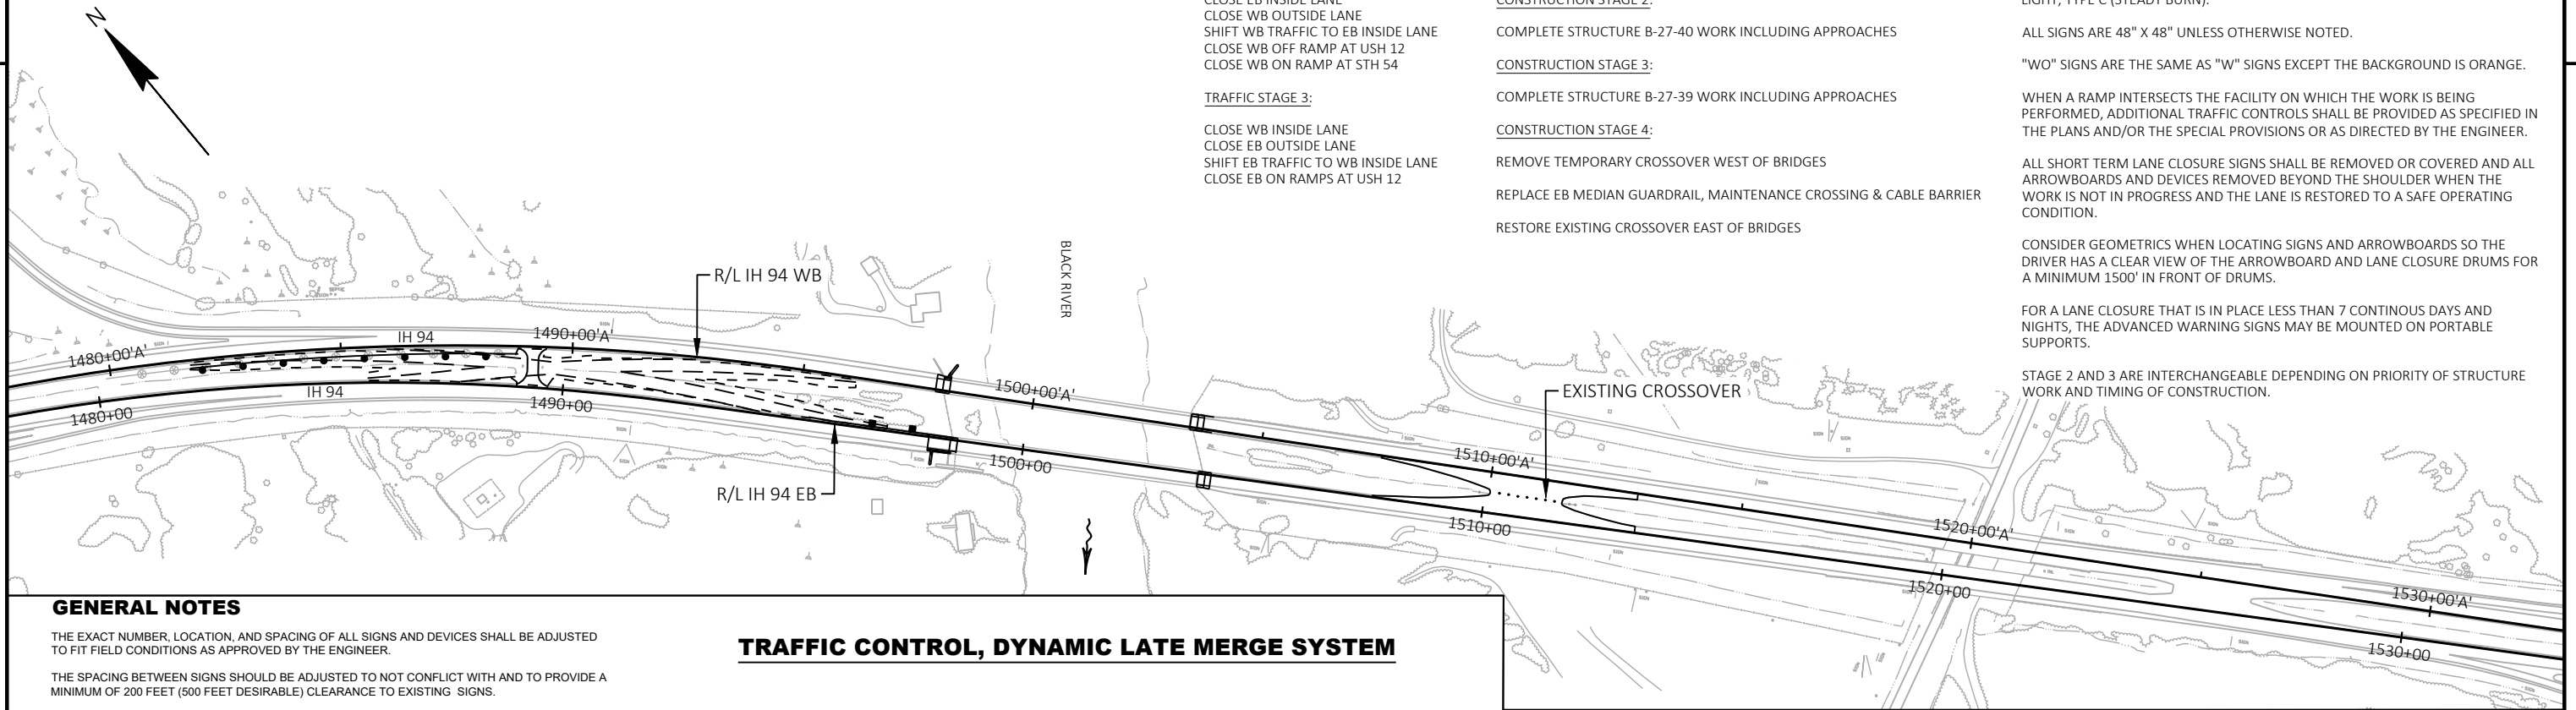 N
CLOSE EB INSIDE LANE
CLOSE WB OUTSIDE LANE
SHIFT WB TRAFFIC TO EB INSIDE LANE
CLOSE WB OFF RAMP AT USH 12
CLOSE WB ON RAMP AT STH 54
TRAFFIC STAGE 3:
CLOSE WB INSIDE LANE
CLOSE EB OUTSIDE LANE
SHIFT EB TRAFFIC TO WB INSIDE LANE
CLOSE EB ON RAMPS AT USH 12
CONSTRUCTION STAGE 2:
COMPLETE STRUCTURE B-27-40 WORK INCLUDING APPROACHES
CONSTRUCTION STAGE 3:
COMPLETE STRUCTURE B-27-39 WORK INCLUDING APPROACHES
CONSTRUCTION STAGE 4:
REMOVE TEMPORARY CROSSOVER WEST OF BRIDGES
REPLACE EB MEDIAN GUARDRAIL, MAINTENANCE CROSSING & CABLE BARRIER
RESTORE EXISTING CROSSOVER EAST OF BRIDGES
LIGHT, TYPE C (STEADY BURN).
ALL SIGNS ARE 48" X 48" UNLESS OTHERWISE NOTED.
"WO" SIGNS ARE THE SAME AS "W" SIGNS EXCEPT THE BACKGROUND IS ORANGE.
WHEN A RAMP INTERSECTS THE FACILITY ON WHICH THE WORK IS BEING
PERFORMED, ADDITIONAL TRAFFIC CONTROLS SHALL BE PROVIDED AS SPECIFIED IN
THE PLANS AND/OR THE SPECIAL PROVISIONS OR AS DIRECTED BY THE ENGINEER.
ALL SHORT TERM LANE CLOSURE SIGNS SHALL BE REMOVED OR COVERED AND ALL
ARROWBOARDS AND DEVICES REMOVED BEYOND THE SHOULDER WHEN THE
WORK IS NOT IN PROGRESS AND THE LANE IS RESTORED TO A SAFE OPERATING
CONDITION.
CONSIDER GEOMETRICS WHEN LOCATING SIGNS AND ARROWBOARDS SO THE
DRIVER HAS A CLEAR VIEW OF THE ARROWBOARD AND LANE CLOSURE DRUMS FOR
A MINIMUM 1500' IN FRONT OF DRUMS.
FOR A LANE CLOSURE THAT IS IN PLACE LESS THAN 7 CONTINOUS DAYS AND
NIGHTS, THE ADVANCED WARNING SIGNS MAY BE MOUNTED ON PORTABLE
SUPPORTS.
STAGE 2 AND 3 ARE INTERCHANGEABLE DEPENDING ON PRIORITY OF STRUCTURE
WORK AND TIMING OF CONSTRUCTION.
BLACK RIVER
R/L IH 94 WB
IH 94
1480+00'A'
1490+00'A'
1500+00'A'
EXISTING CROSSOVER
IH 94
1480+00
1490+00
1500+00
R/L IH 94 EB
1510+00'A'
1510+00
1520+00'A'
1520+00
1530+00'A'
1530+00
GENERAL NOTES
THE EXACT NUMBER, LOCATION, AND SPACING OF ALL SIGNS AND DEVICES SHALL BE ADJUSTED
TO FIT FIELD CONDITIONS AS APPROVED BY THE ENGINEER.
THE SPACING BETWEEN SIGNS SHOULD BE ADJUSTED TO NOT CONFLICT WITH AND TO PROVIDE A
MINIMUM OF 200 FEET (500 FEET DESIRABLE) CLEARANCE TO EXISTING SIGNS.
TRAFFIC CONTROL, DYNAMIC LATE MERGE SYSTEM